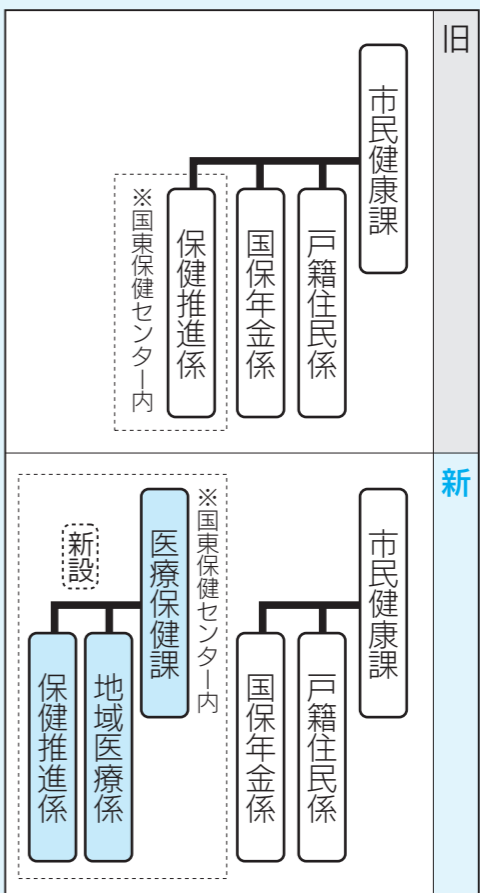 旧
市民健康課
戸籍住民係
国保年金係
保健推進係
※国東保健センター内
新
市民健康課
戸籍住民係
国保年金係
※国東保健センター内
医療保健課
新設
地域医療係
保健推進係